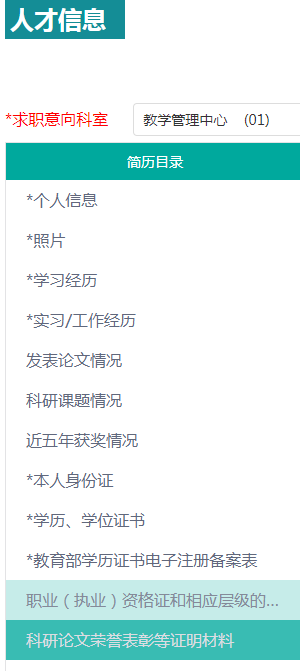 人才信息
*求职意向科室 教学管理中心 (01)
简历目录
*个人信息
*照片
*学习经历
*实习/工作经历
发表论文情况
科研课题情况
近五年获奖情况
*本人身份证
*学历、学位证书
*教育部学历证书电子注册备案表
职业（执业）资格证和相应层级的...
科研论文荣誉表彰等证明材料